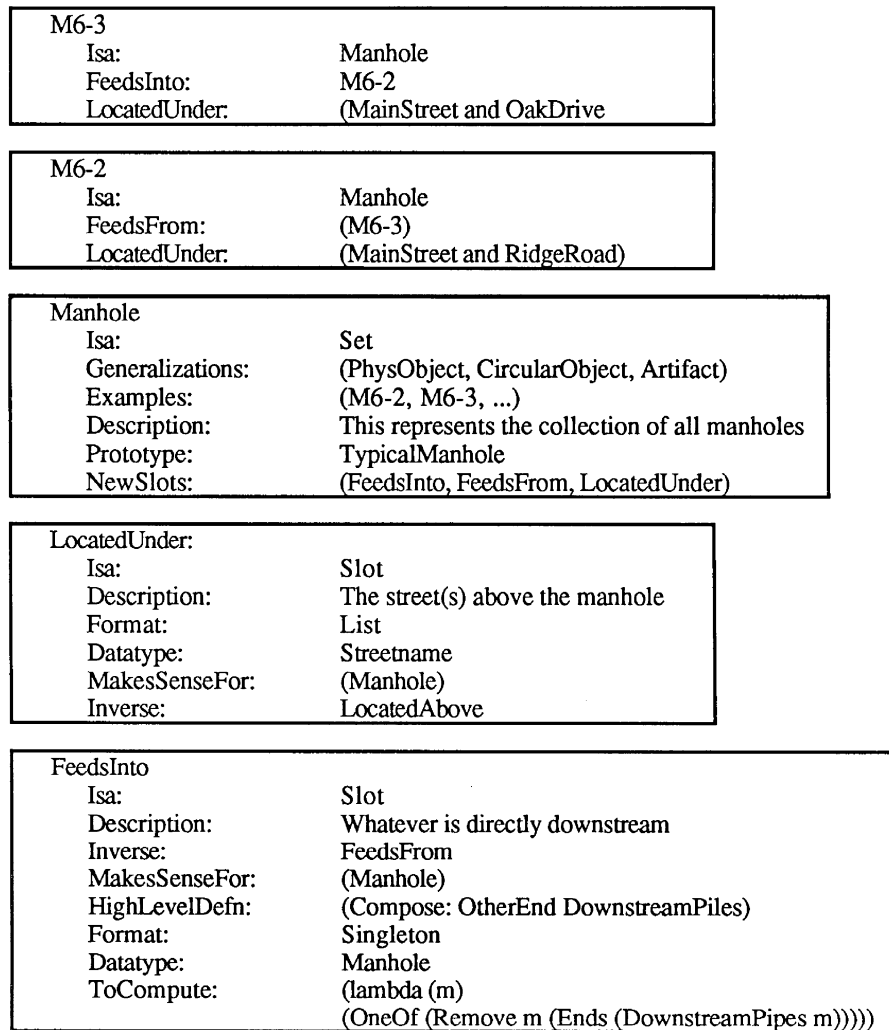 M6-3
Isa: Manhole
FeedsInto: M6-2
LocatedUnder: (MainStreet and OakDrive
M6-2
Isa: Manhole
FeedsFrom: (M6-3)
LocatedUnder: (MainStreet and RidgeRoad)
Manhole
Isa: Set
Generalizations: (PhysObject, CircularObject, Artifact)
Examples: (M6-2, M6-3, ...)
Description: This represents the collection of all manholes
Prototype: TypicalManhole
NewSlots: (FeedsInto, FeedsFrom, LocatedUnder)
LocatedUnder:
Isa: Slot
Description: The street(s) above the manhole
Format: List
Datatype: Streetname
MakesSenseFor: (Manhole)
Inverse: LocatedAbove
FeedsInto
Isa: Slot
Description: Whatever is directly downstream
Inverse: FeedsFrom
MakesSenseFor: (Manhole)
HighLevelDefn: (Compose: OtherEnd DownstreamPiles)
Format: Singleton
Datatype: Manhole
ToCompute: (lambda (m)
(OneOf (Remove m (Ends (DownstreamPipes m)))))